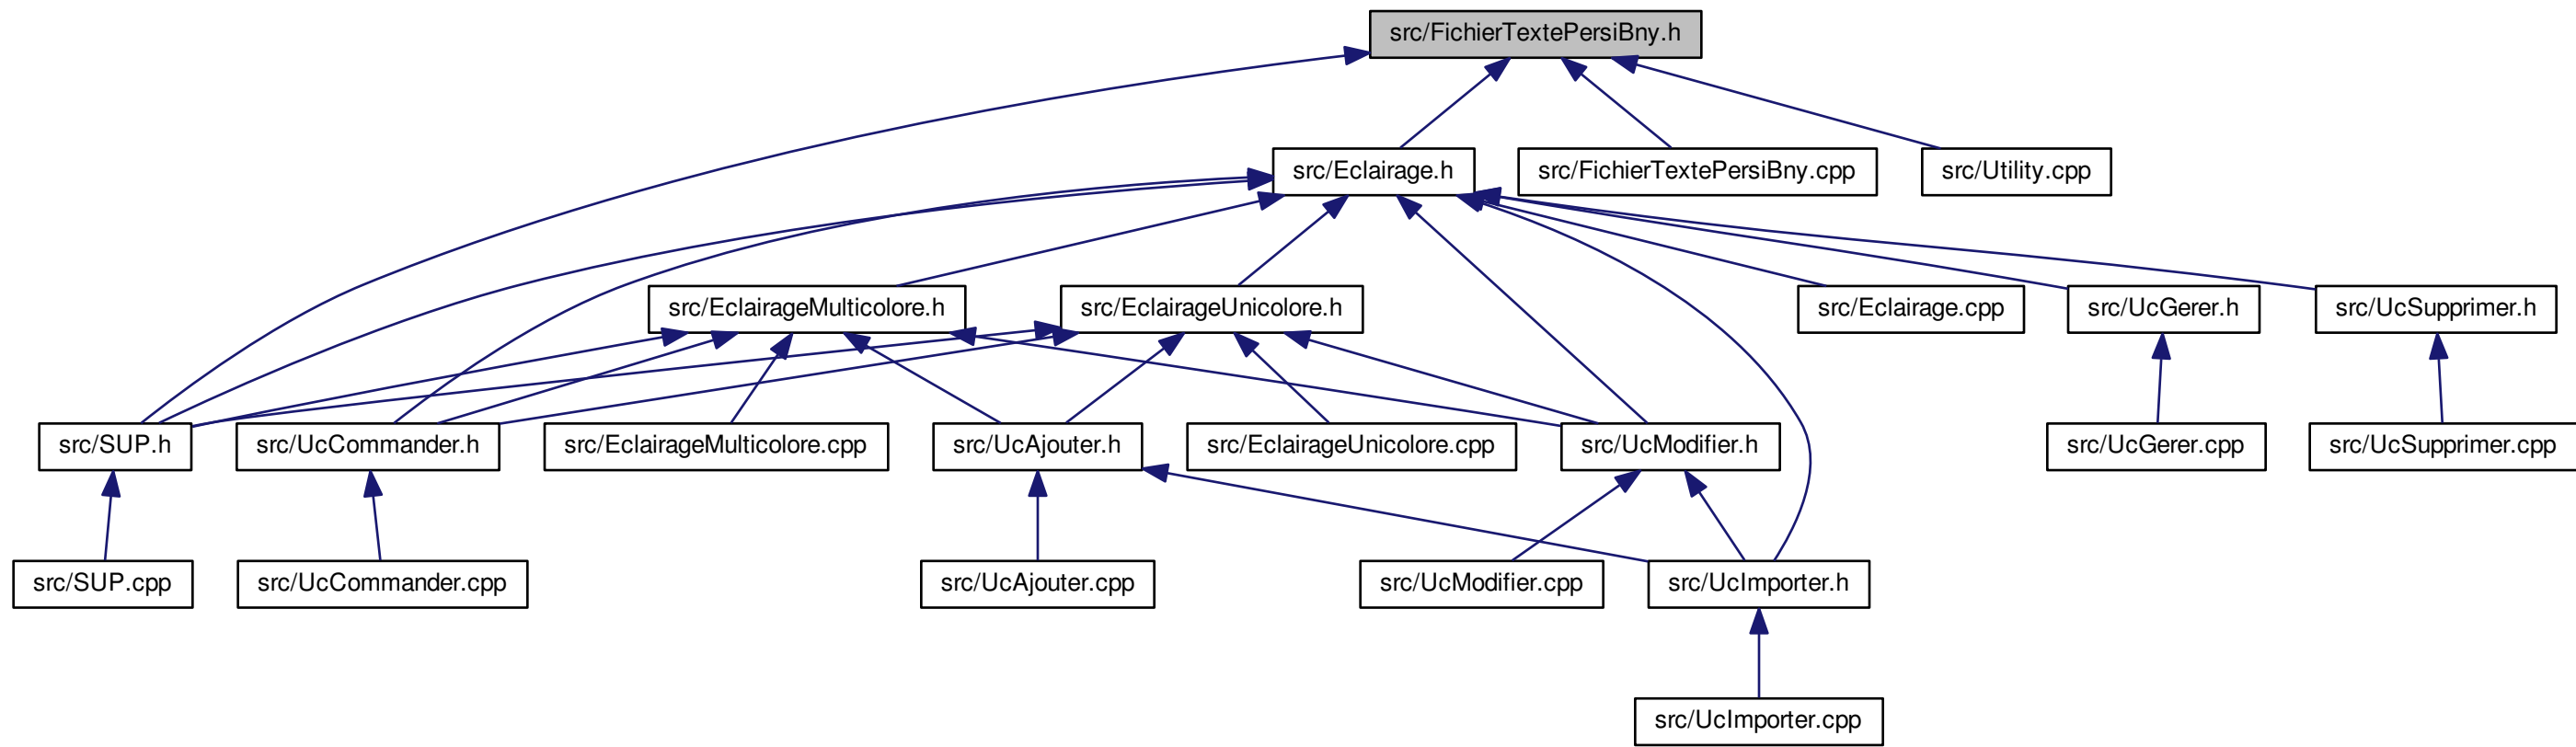 src/FichierTextePersiBny.h
src/Eclairage.h
src/FichierTextePersiBny.cpp
src/Utility.cpp
src/EclairageMulticolore.h
src/EclairageUnicolore.h
src/Eclairage.cpp
src/UcGerer.h
src/UcSupprimer.h
src/SUP.h
src/UcCommander.h
src/EclairageMulticolore.cpp
src/UcAjouter.h
src/EclairageUnicolore.cpp
src/UcModifier.h
src/UcGerer.cpp
src/UcSupprimer.cpp
src/SUP.cpp
src/UcCommander.cpp
src/UcAjouter.cpp
src/UcModifier.cpp
src/UcImporter.h
src/UcImporter.cpp